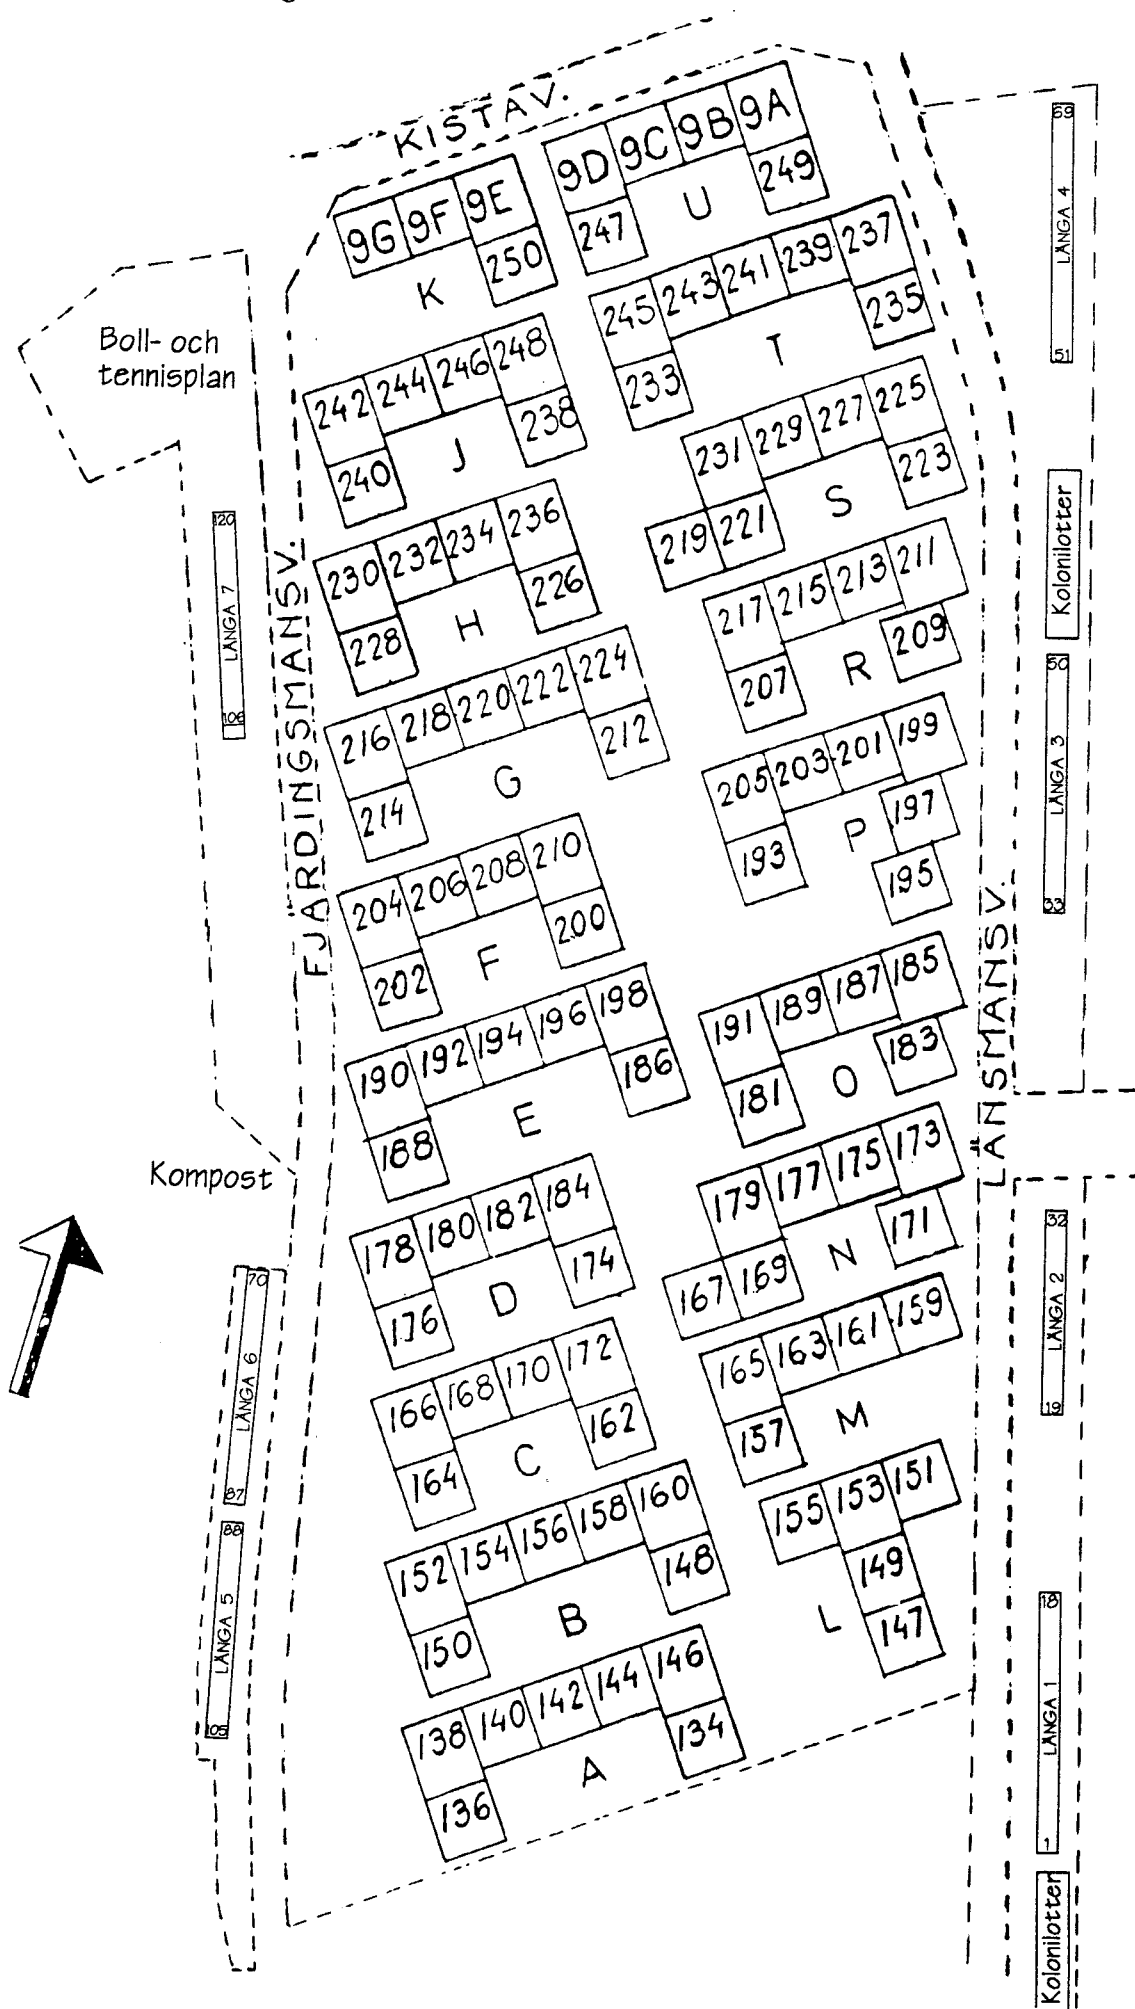 KISTAV.
9G 9F 9E
250
K
9D 9C 9B 9A
247 249
U
245 243 241 239 237
233 235
T
Boll- och
tennisplan
242 244 246 248
240 238
J
231 229 227 225
219 221 223
S
230 232 234 236
228 226
H
217 215 213 211
207 209
R
216 218 220 222 224
214 212
G
205 203 201 199
193 197
195
P
204 206 208 210
202 200
F
191 189 187 185
181 183
O
190 192 194 196 198
188 186
E
179 177 175 173
167 169 171
N
178 180 182 184
176 174
D
165 163 161 159
157
M
166 168 170 172
164 162
C
155 153 151
149
147
L
152 154 156 158 160
150 148
B
138 140 142 144 146
136 134
A
FJÄRDINGSMANSV.
LÄNSMANSV.
Kompost
120
LÄNGA 7
106
70
LÄNGA 6
87
88
LÄNGA 5
105
69
LÄNGA 4
51
Kolonilotter
50
LÄNGA 3
33
32
LÄNGA 2
19
18
LÄNGA 1
1
Kolonilotter